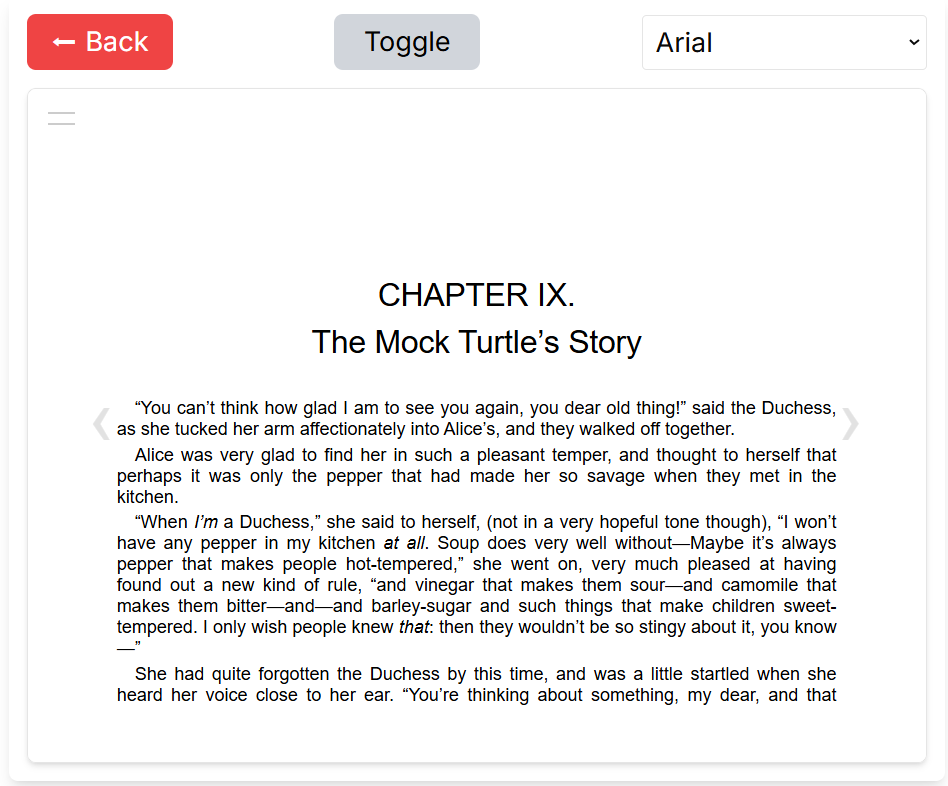 ← Back
Toggle
Arial
CHAPTER IX.
The Mock Turtle’s Story
“You can’t think how glad I am to see you again, you dear old thing!” said the Duchess,
as she tucked her arm affectionately into Alice’s, and they walked off together.
Alice was very glad to find her in such a pleasant temper, and thought to herself that
perhaps it was only the pepper that had made her so savage when they met in the
kitchen.
“When I’m a Duchess,” she said to herself, (not in a very hopeful tone though), “I won’t
have any pepper in my kitchen at all. Soup does very well without—Maybe it’s always
pepper that makes people hot-tempered,” she went on, very much pleased at having
found out a new kind of rule, “and vinegar that makes them sour—and camomile that
makes them bitter—and—and barley-sugar and such things that make children sweet-
tempered. I only wish people knew that: then they wouldn’t be so stingy about it, you know
—”
She had quite forgotten the Duchess by this time, and was a little startled when she
heard her voice close to her ear. “You’re thinking about something, my dear, and that